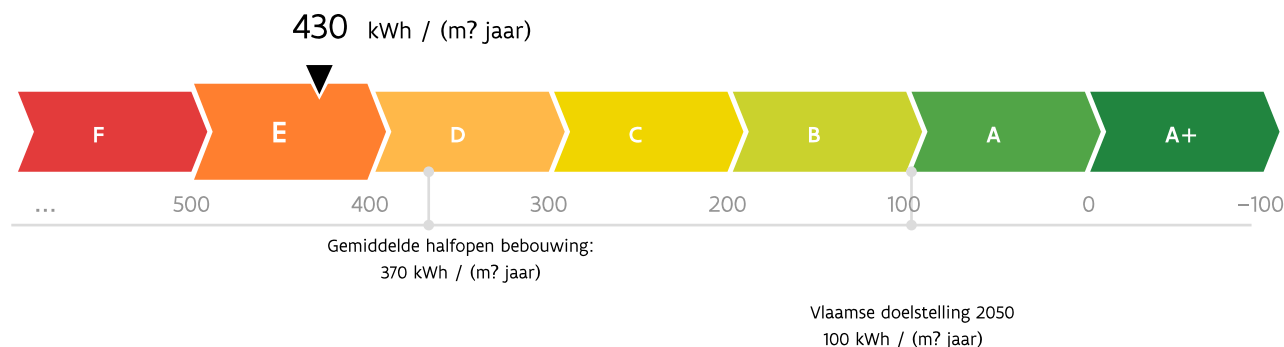 430 kWh / (m? jaar)
F E D C B A A+
... 500 400 300 200 100 0 –100
Gemiddelde halfopen bebouwing:
370 kWh / (m? jaar)
Vlaamse doelstelling 2050
100 kWh / (m? jaar)